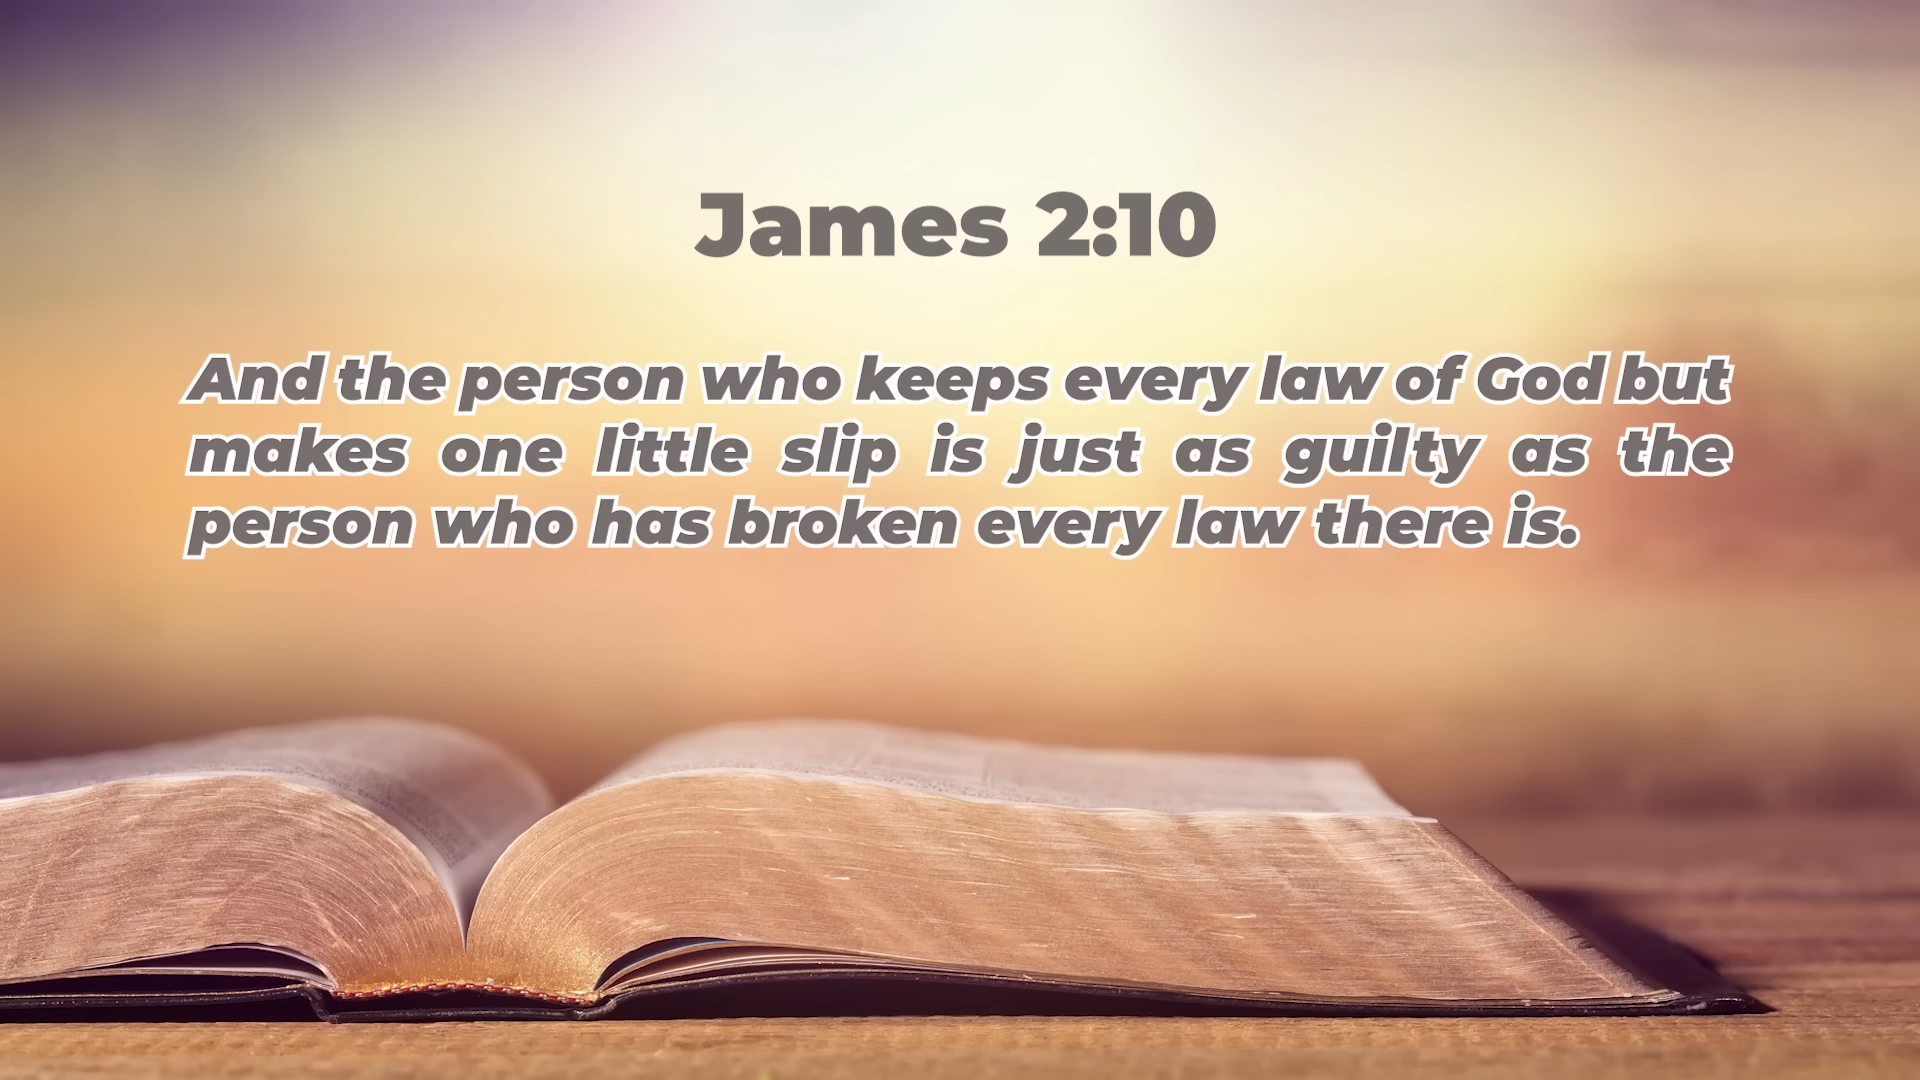 James 2:10
And the person who keeps every law of God but
makes one little slip is just as guilty as the
person who has broken every law there is.